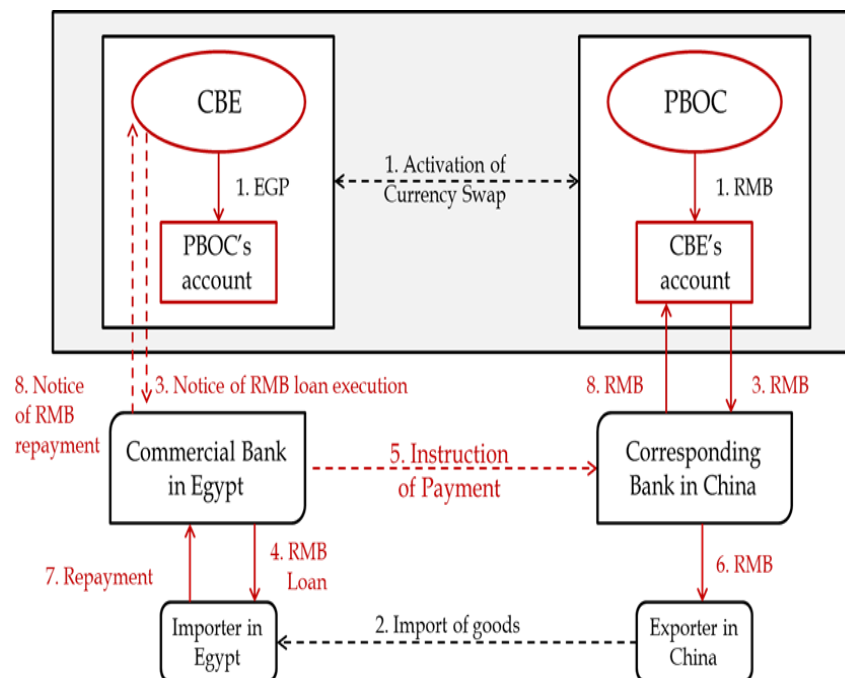 CBE
PBOC
1. Activation of
Currency Swap
1. EGP
1. RMB
PBOC's
account
CBE's
account
8. Notice
of RMB
repayment
3. Notice of RMB loan execution
8. RMB
3. RMB
Commercial Bank
in Egypt
5. Instruction
of Payment
Corresponding
Bank in China
7. Repayment
4. RMB
Loan
6. RMB
Importer in
Egypt
2. Import of goods
Exporter in
China